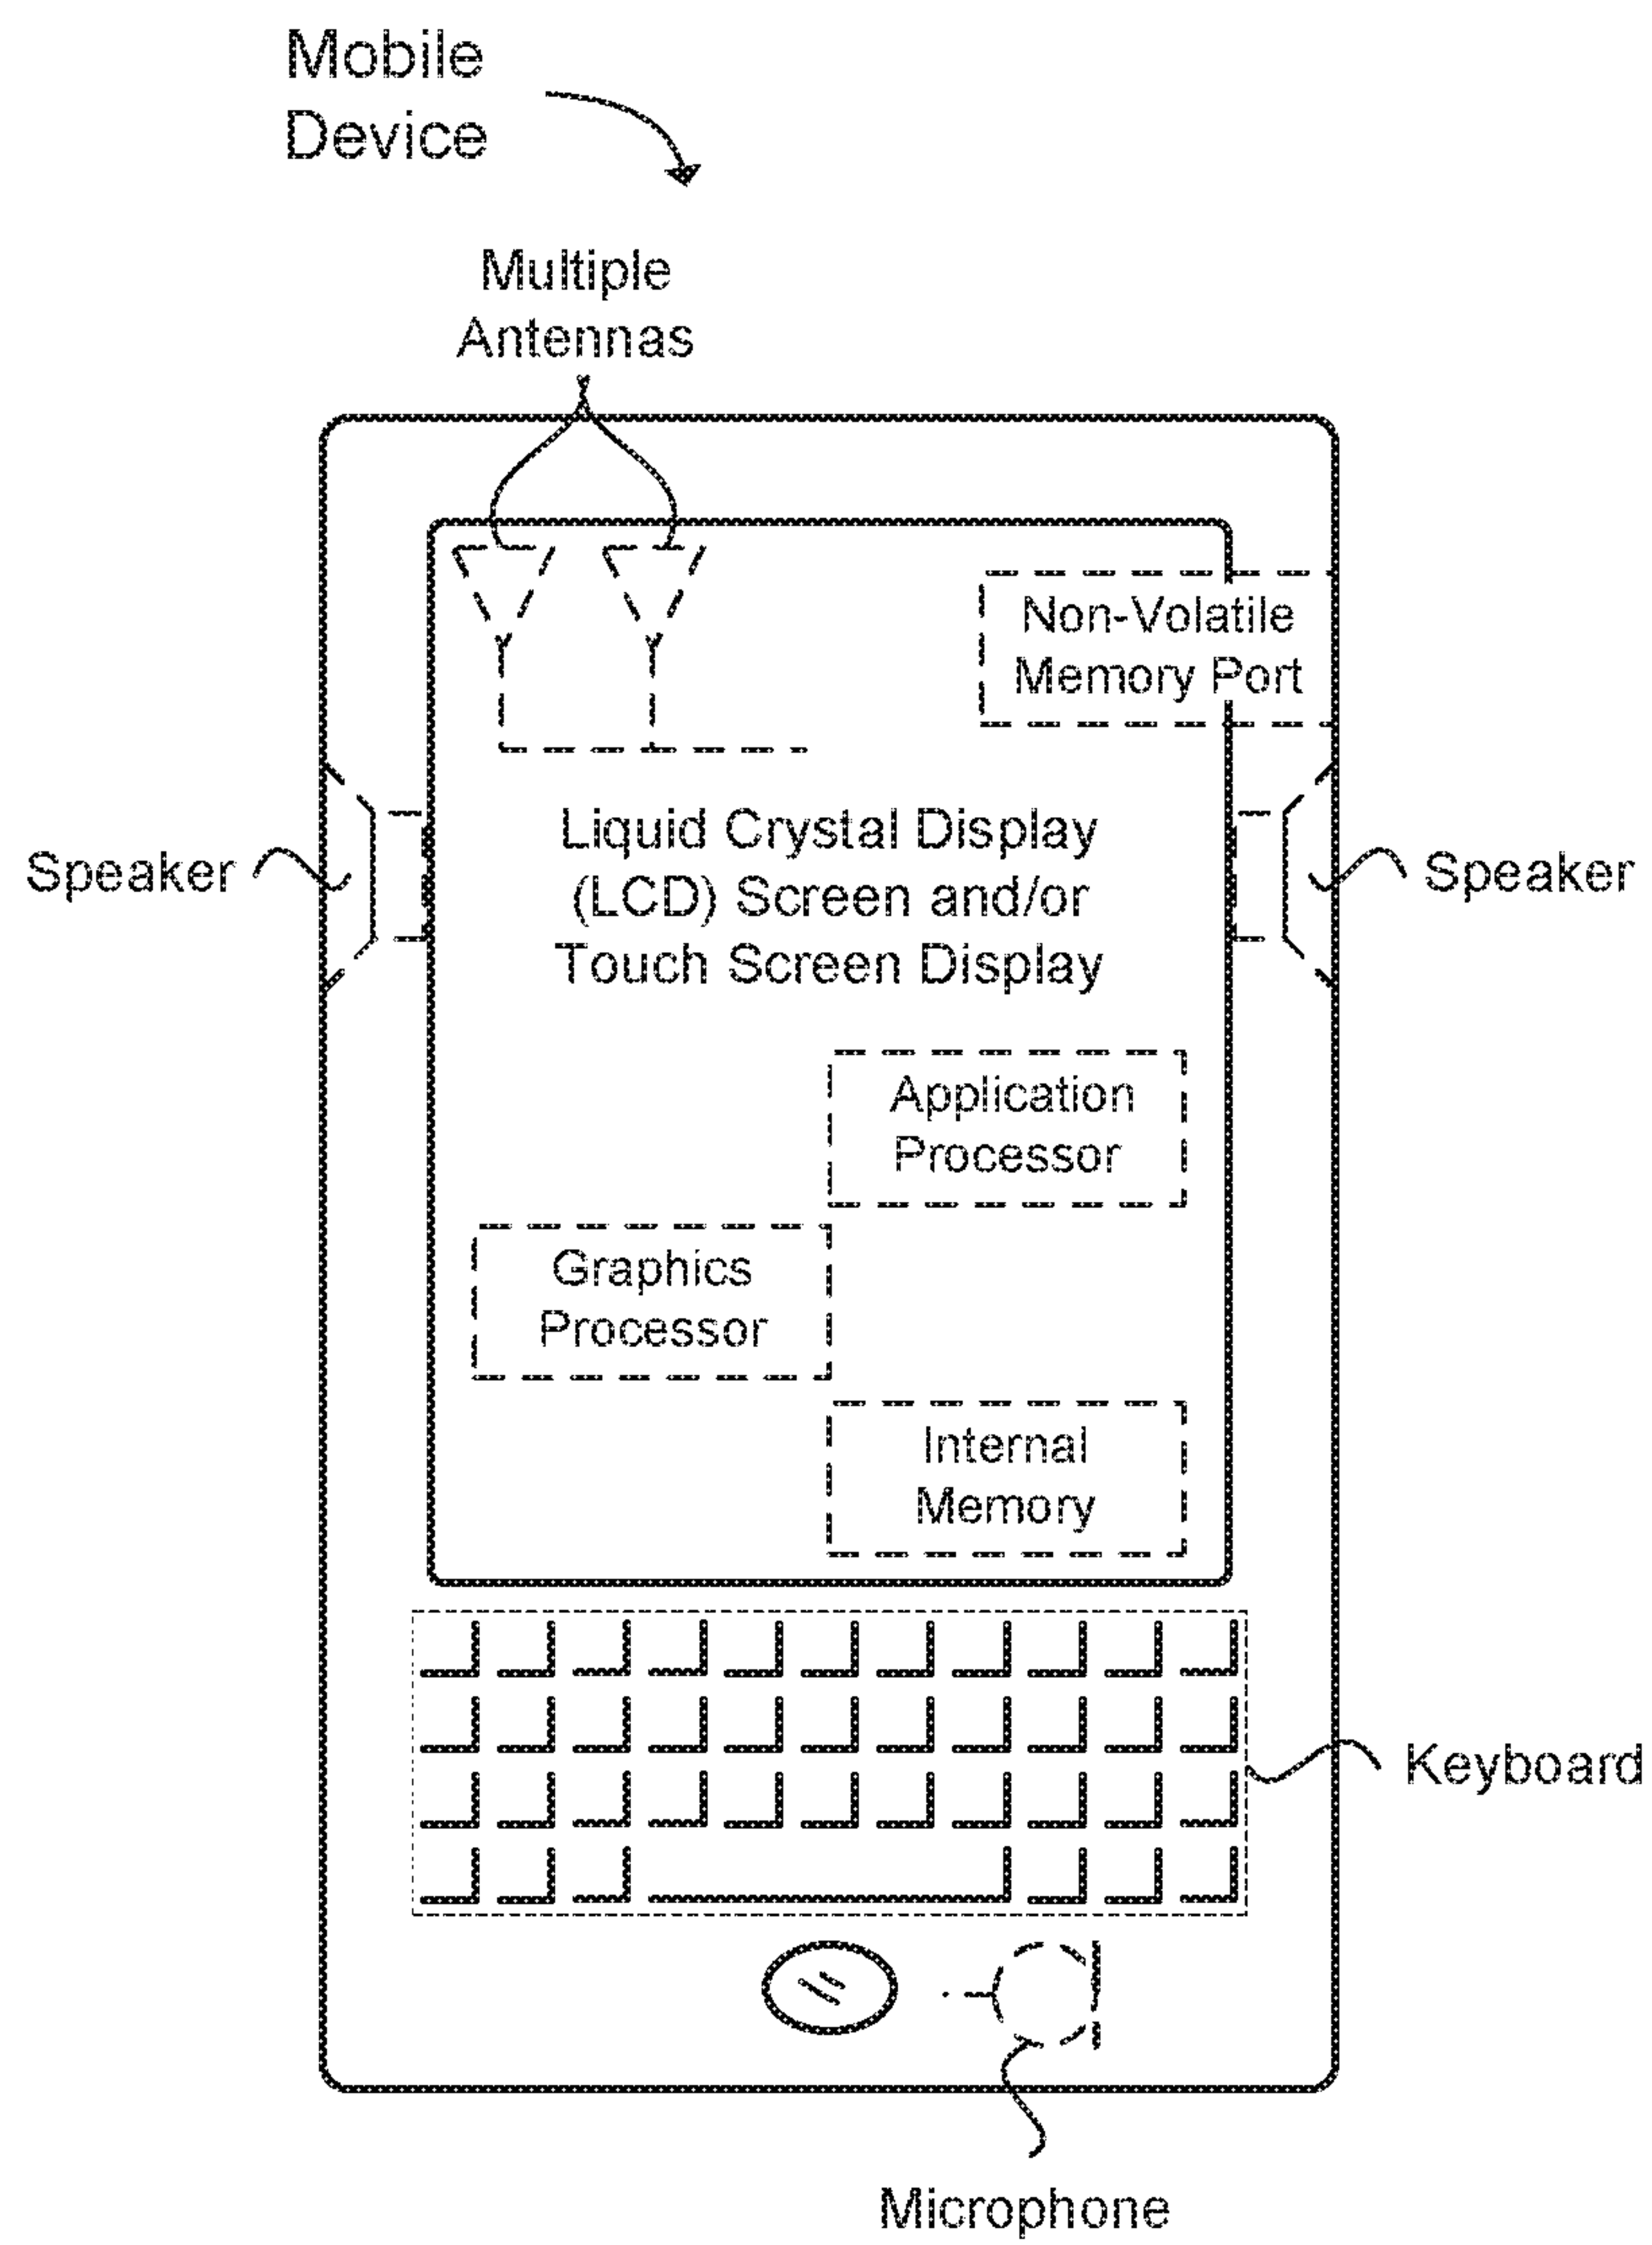 Mobile
Device
Multiple
Antennas
Non-Volatile
Memory Port
Speaker
Liquid Crystal Display
(LCD) Screen and/or
Touch Screen Display
Speaker
Application
Processor
Graphics
Processor
Internal
Memory
Keyboard
Microphone